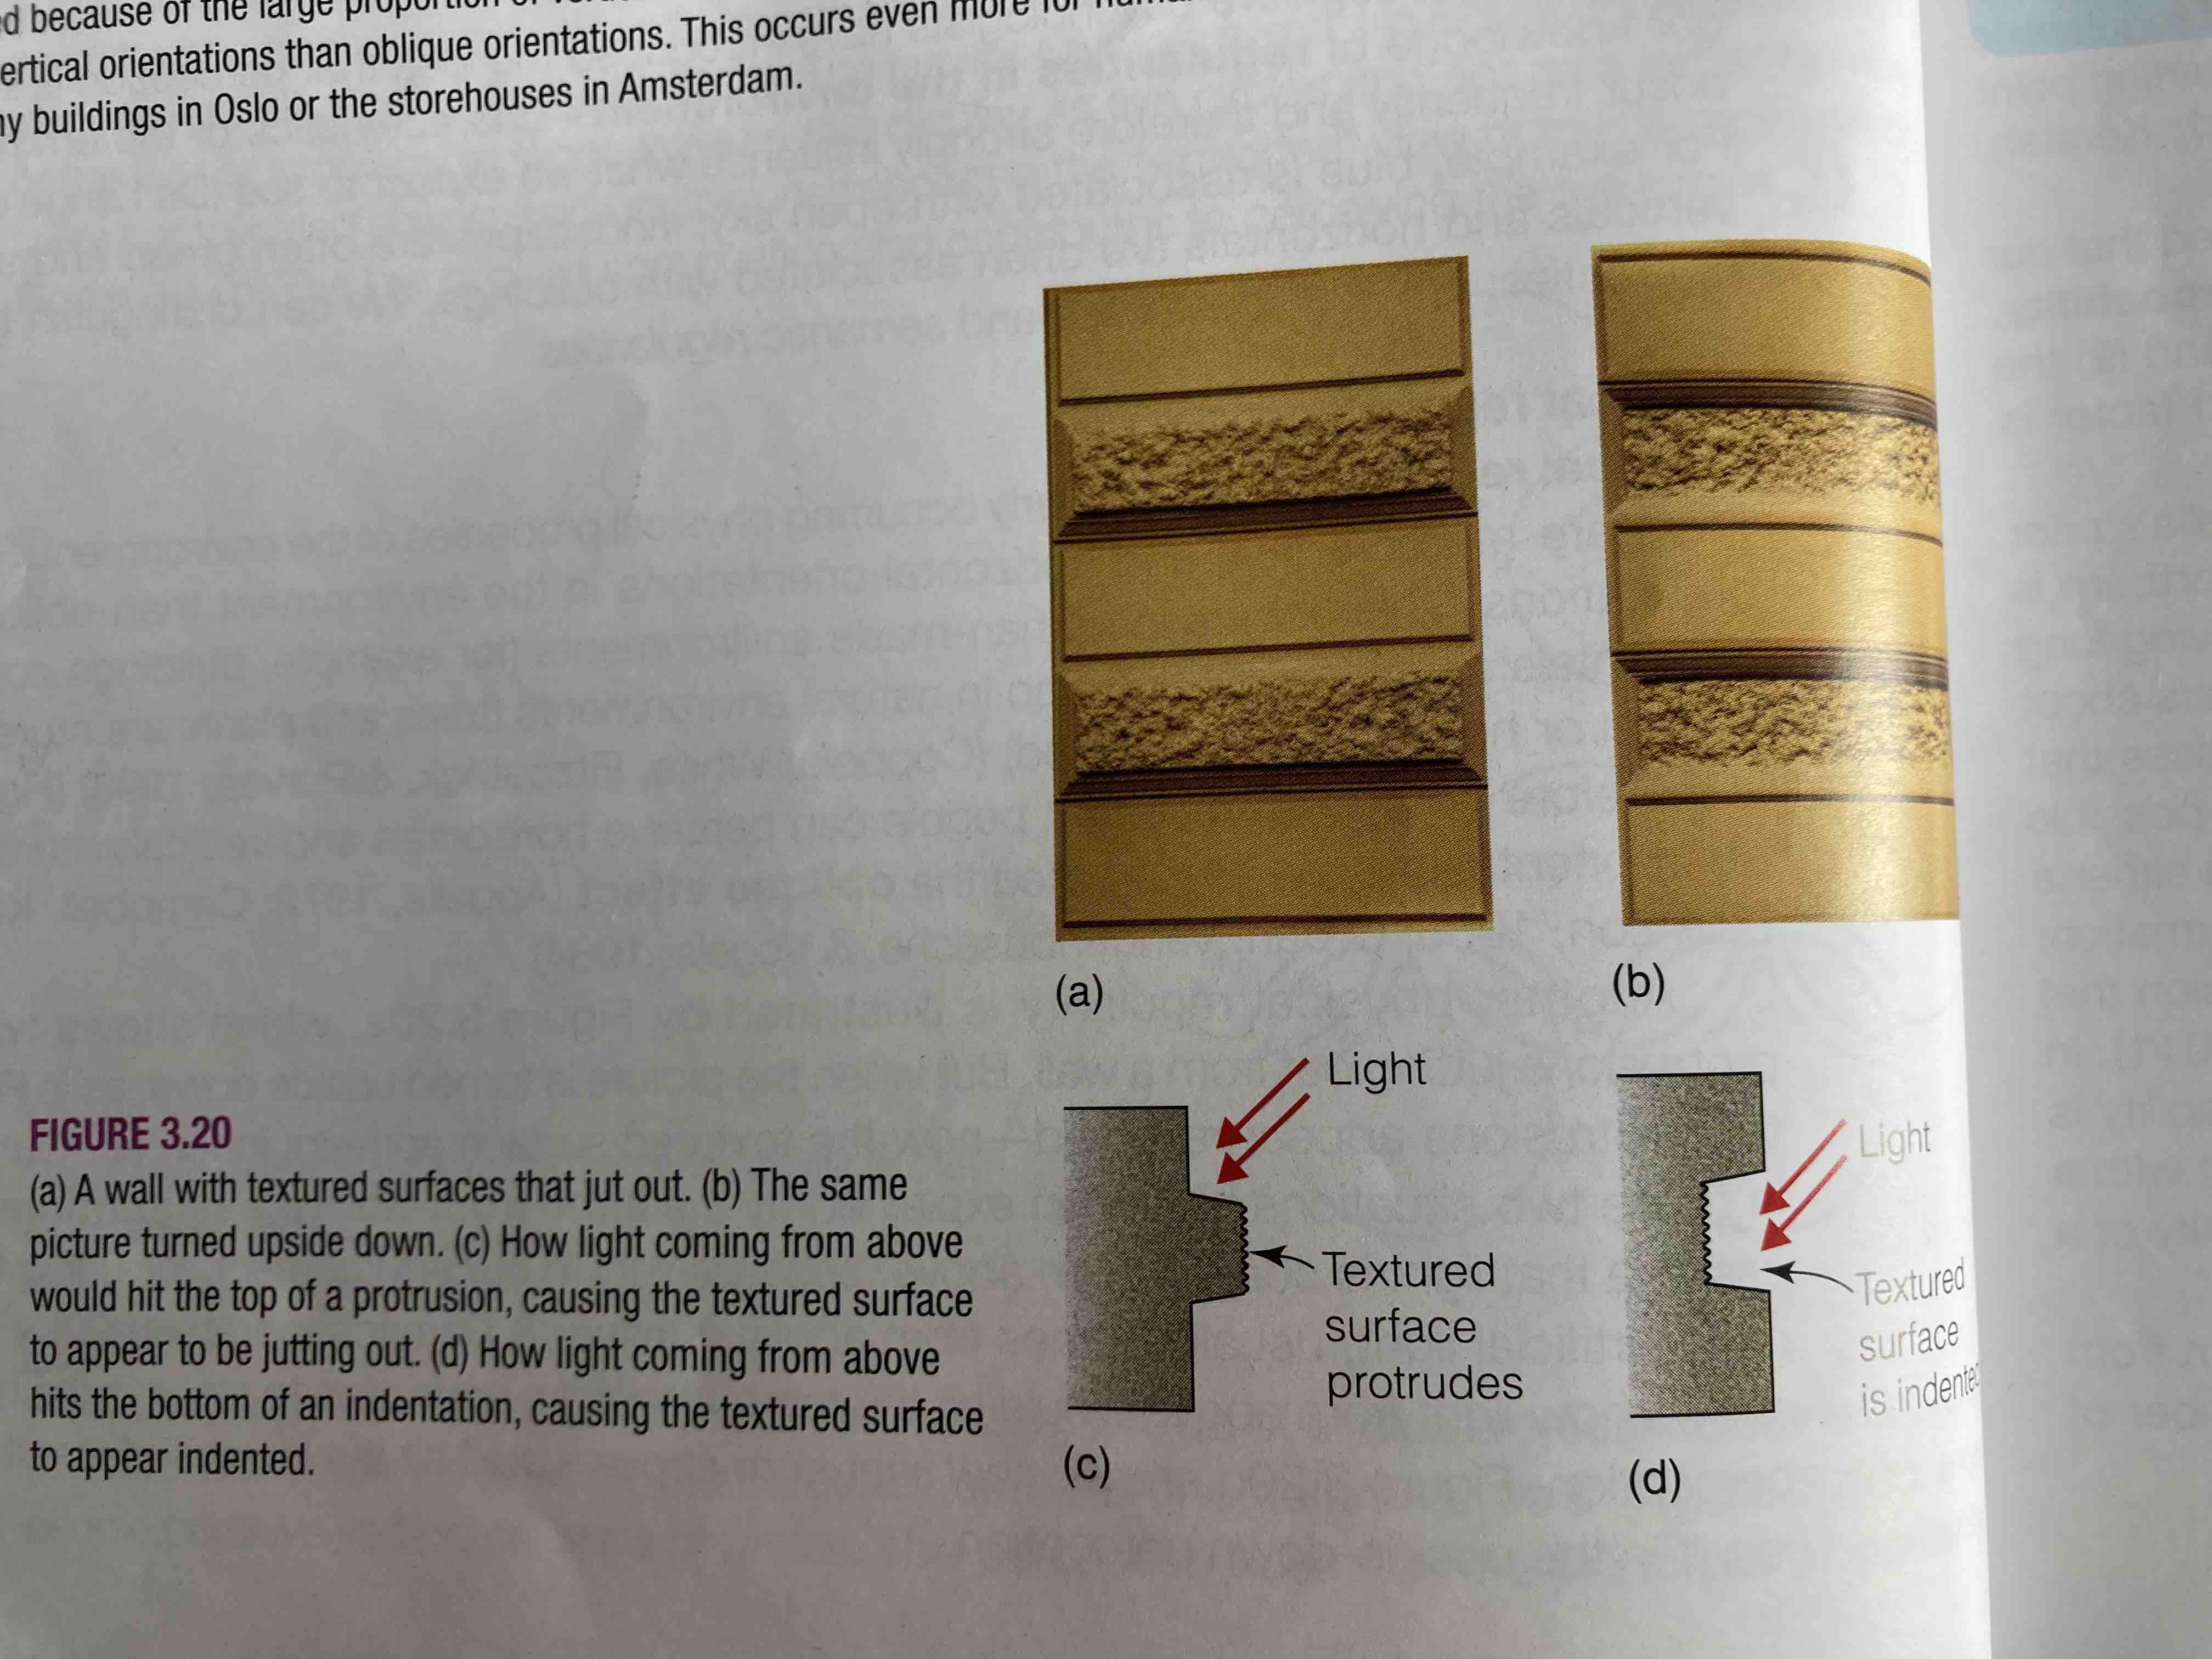 because of the large
ertical orientations than oblique orientations. This occurs even more for
ny buildings in Oslo or the storehouses in Amsterdam.
(a)
(b)
Light
Textured
surface
protrudes
(c)
Light
Textured
surface
is indented
(d)
FIGURE 3.20
(a) A wall with textured surfaces that jut out. (b) The same
picture turned upside down. (c) How light coming from above
would hit the top of a protrusion, causing the textured surface
to appear to be jutting out. (d) How light coming from above
hits the bottom of an indentation, causing the textured surface
to appear indented.